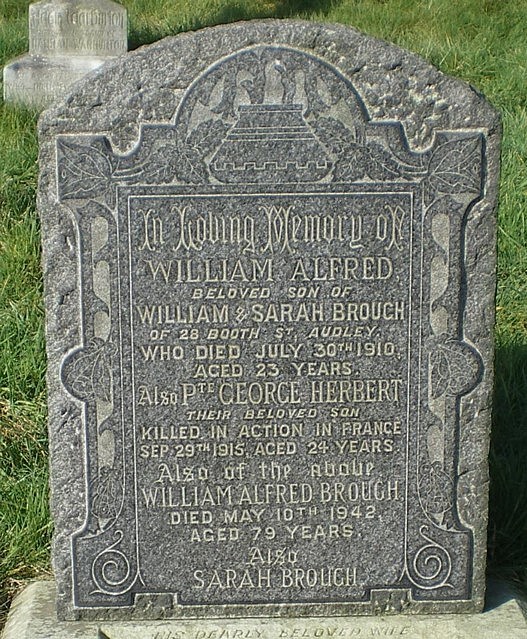 In Loving Memory of
WILLIAM ALFRED
BELOVED SON OF
WILLIAM & SARAH BROUGH
OF 28 BOOTH ST. AUDLEY,
WHO DIED JULY 30TH 1910,
AGED 23 YEARS.
Also PTE GEORGE HERBERT
THEIR BELOVED SON
KILLED IN ACTION IN FRANCE
SEP. 29TH 1915, AGED 24 YEARS
Also of the above
WILLIAM ALFRED BROUGH,
DIED MAY 10TH 1942,
AGED 79 YEARS.
Also
SARAH BROUGH,
HIS DEARLY BELOVED WIFE